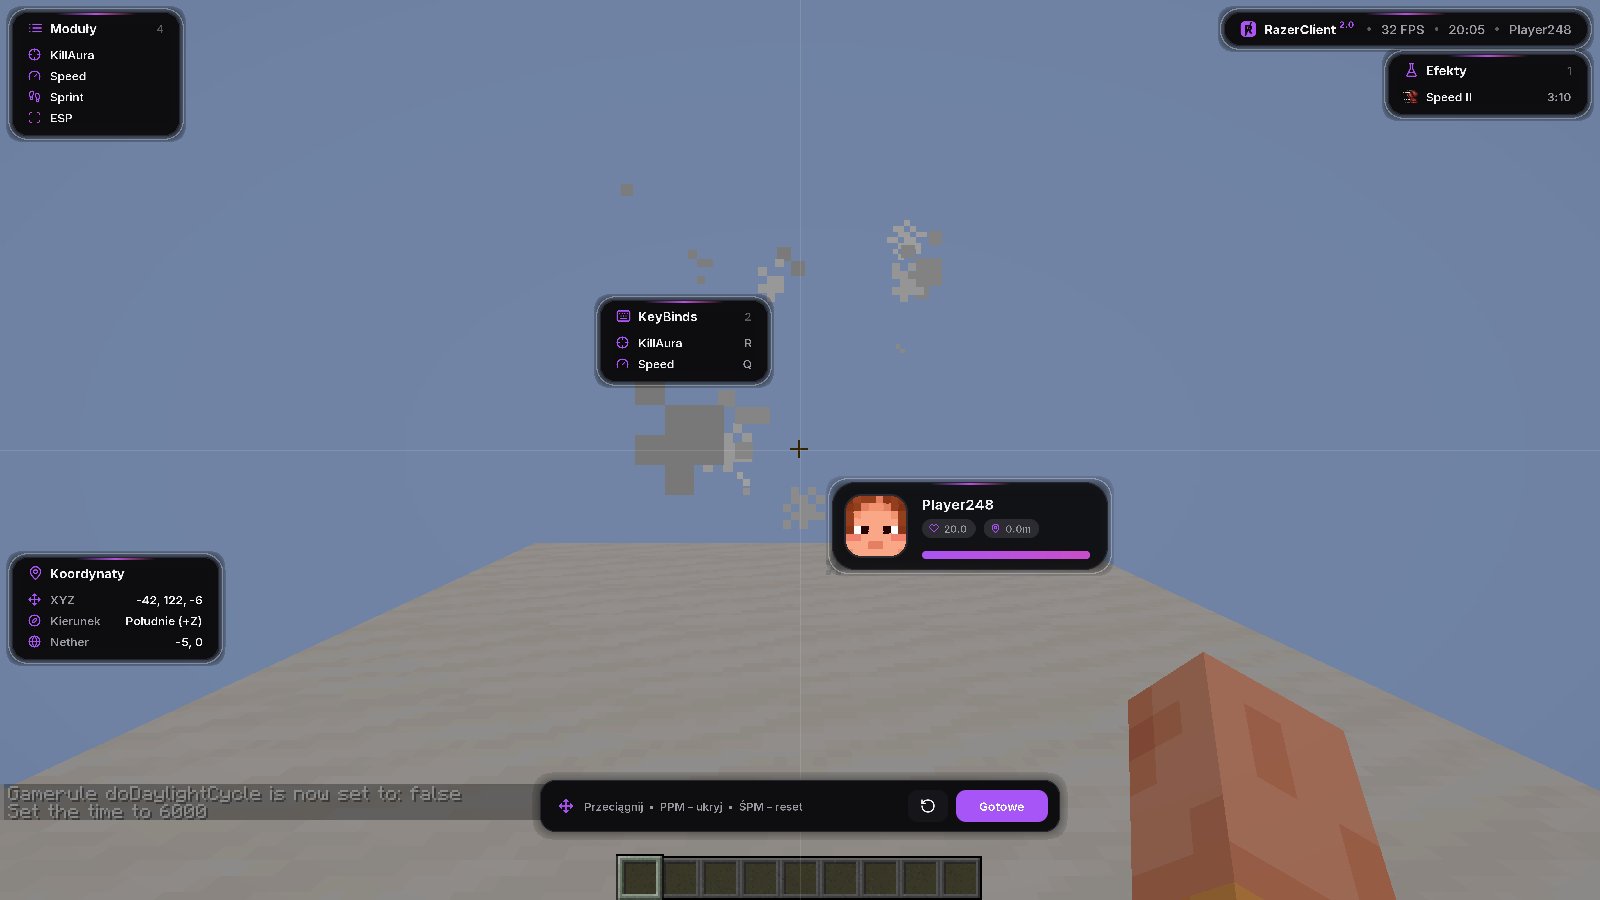 Moduły 4
KillAura
Speed
Sprint
ESP
RazerClient 2.0 • 32 FPS • 20:05 • Player248
Efekty 1
Speed II 3:10
KeyBinds 2
KillAura R
Speed Q
Player248
20.0 0.0m
Koordynaty
XYZ -42, 122, -6
Kierunek Południe (+Z)
Nether -5, 0
Gamerule doDaylightCycle is now set to: false
Set the time to 6000
Przeciągnij • PPM – ukryj • ŚPM – reset
Gotowe